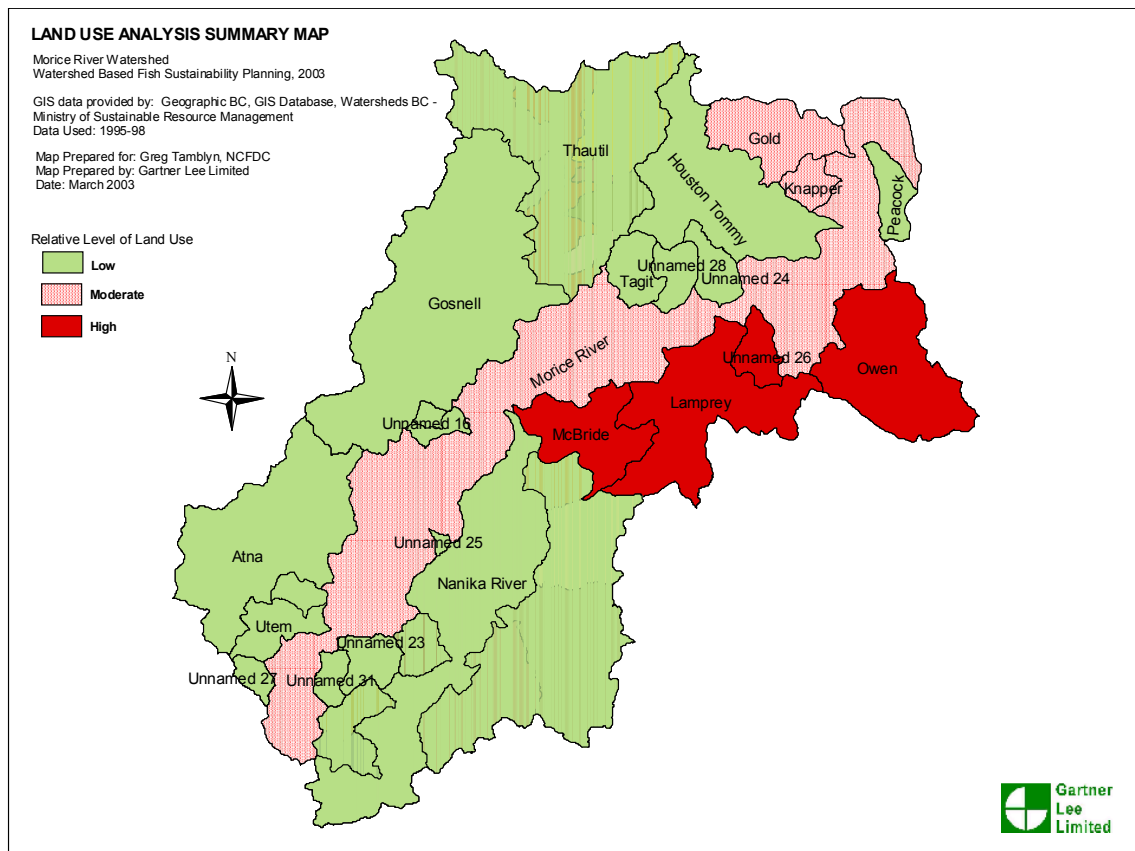 LAND USE ANALYSIS SUMMARY MAP
Morice River Watershed
Watershed Based Fish Sustainability Planning, 2003
GIS data provided by: Geographic BC, GIS Database, Watersheds BC -
Ministry of Sustainable Resource Management
Data Used: 1995-98
Map Prepared for: Greg Tamblyn, NCFDC
Map Prepared by: Gartner Lee Limited
Date: March 2003
Relative Level of Land Use
Low
Moderate
High
N
Thautil
Gold
Houston Tommy
Knapper
Peacock
Tagit
Unnamed 28
Unnamed 24
Gosnell
Morice River
Unnamed 26
Owen
Lamprey
Unnamed 16
McBride
Atna
Unnamed 25
Nanika River
Utem
Unnamed 23
Unnamed 27
Unnamed 31
Gartner
Lee
Limited